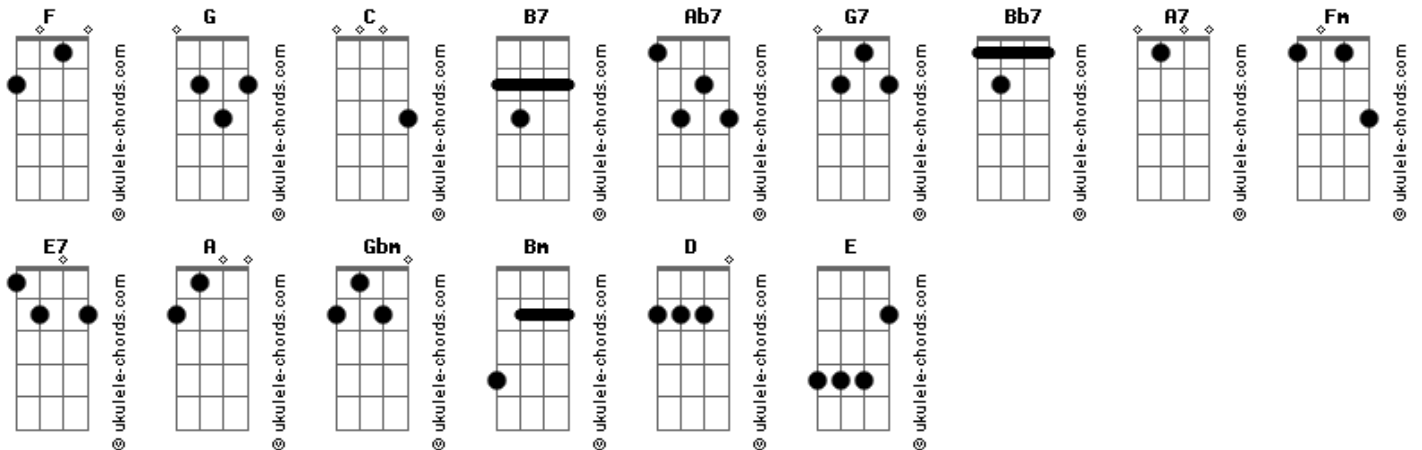 F G C B7 Ab7 G7 Bb7 A7 Fm
© ukulele-chords.com © ukulele-chords.com © ukulele-chords.com © ukulele-chords.com © ukulele-chords.com © ukulele-chords.com © ukulele-chords.com © ukulele-chords.com © ukulele-chords.com
E7 A Gbm Bm D E
© ukulele-chords.com © ukulele-chords.com © ukulele-chords.com © ukulele-chords.com © ukulele-chords.com © ukulele-chords.com